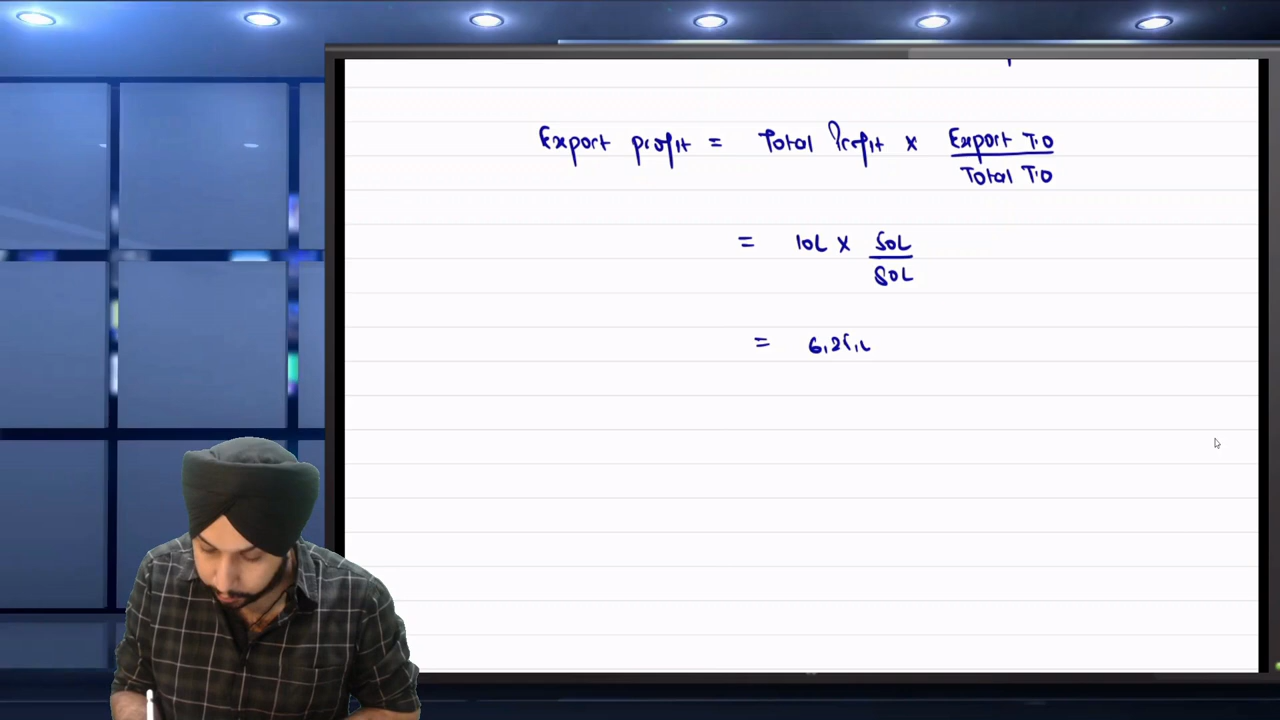 Export profit = Total Profit × Export T.O
Total T.O
= 10L × 50L
80L
= 6.25L